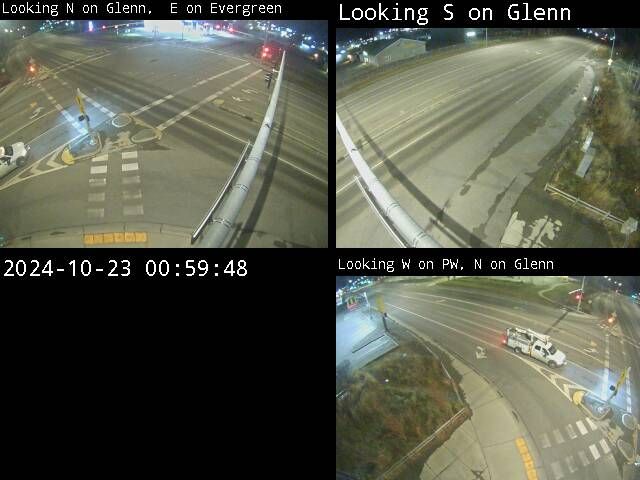 Looking N on Glenn,  E on Evergreen
Looking S on Glenn
2024-10-23 00:59:48
Looking W on PW, N on Glenn